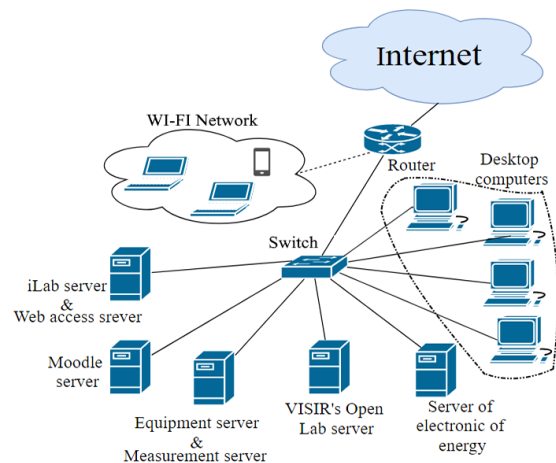 Internet
WI-FI Network
Router
Desktop
computers
Switch
iLab server
&
Web access srever
Moodle
server
Equipment server
&
Measurement server
VISIR's Open
Lab server
Server of
electronic of
energy